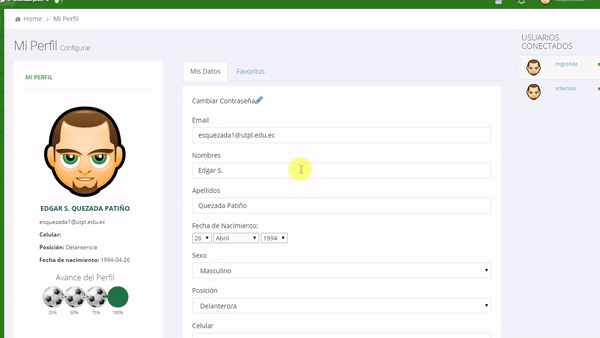 Home › Mi Perfil
Mi Perfil Configurar
USUARIOS
CONECTADOS
migranda
MI PERFIL
Mis Datos
Favoritos
Cambiar Contraseña
Email
esquezada1@utpl.edu.ec
Nombres
Edgar S.
Apellidos
Quezada Patiño
Fecha de Nacimiento:
26 Abril 1994
Sexo
Masculino
Posición
Delantero/a
Celular
EDGAR S. QUEZADA PATIÑO
esquezada1@utpl.edu.ec
Celular:
Posición: Delantero/a
Fecha de nacimiento: 1994-04-26
Avance del Perfil
25% 50% 75% 100%